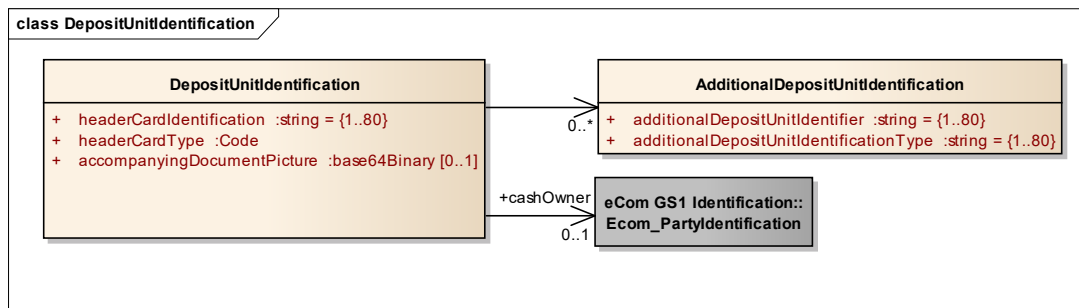 class DepositUnitIdentification
DepositUnitIdentification
+ headerCardIdentification :string = {1..80}
+ headerCardType :Code
+ accompanyingDocumentPicture :base64Binary [0..1]
0..*
AdditionalDepositUnitIdentification
+ additionalDepositUnitIdentifier :string = {1..80}
+ additionalDepositUnitIdentificationType :string = {1..80}
+cashOwner
0..1
eCom GS1 Identification::
Ecom_PartyIdentification